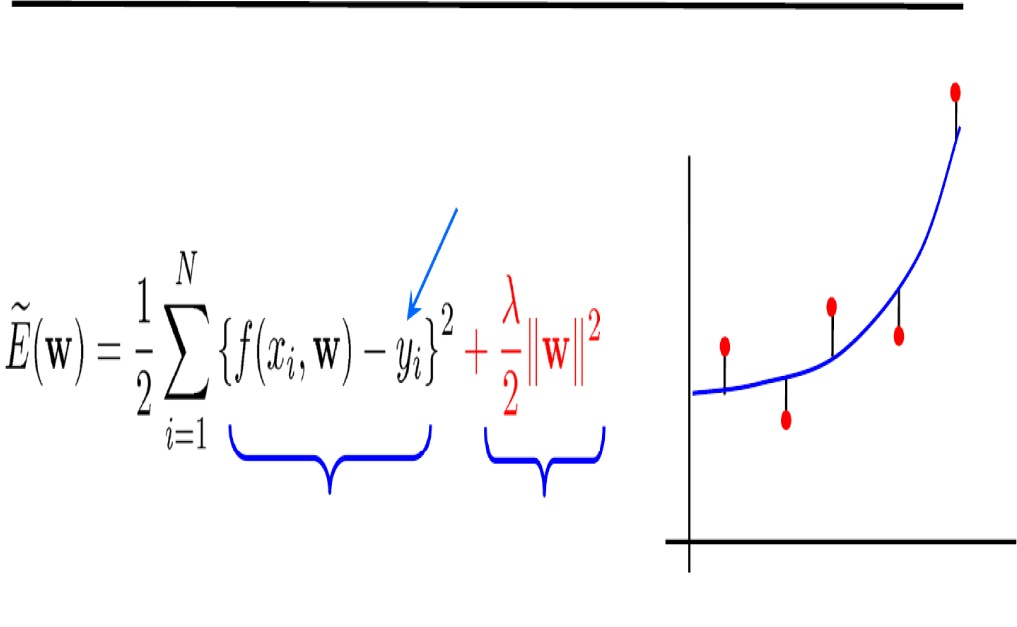 Ẽ(w) = 1/2 ∑_{i=1}^{N} {f(x_i, w) − y_i}² + λ/2 ‖w‖²